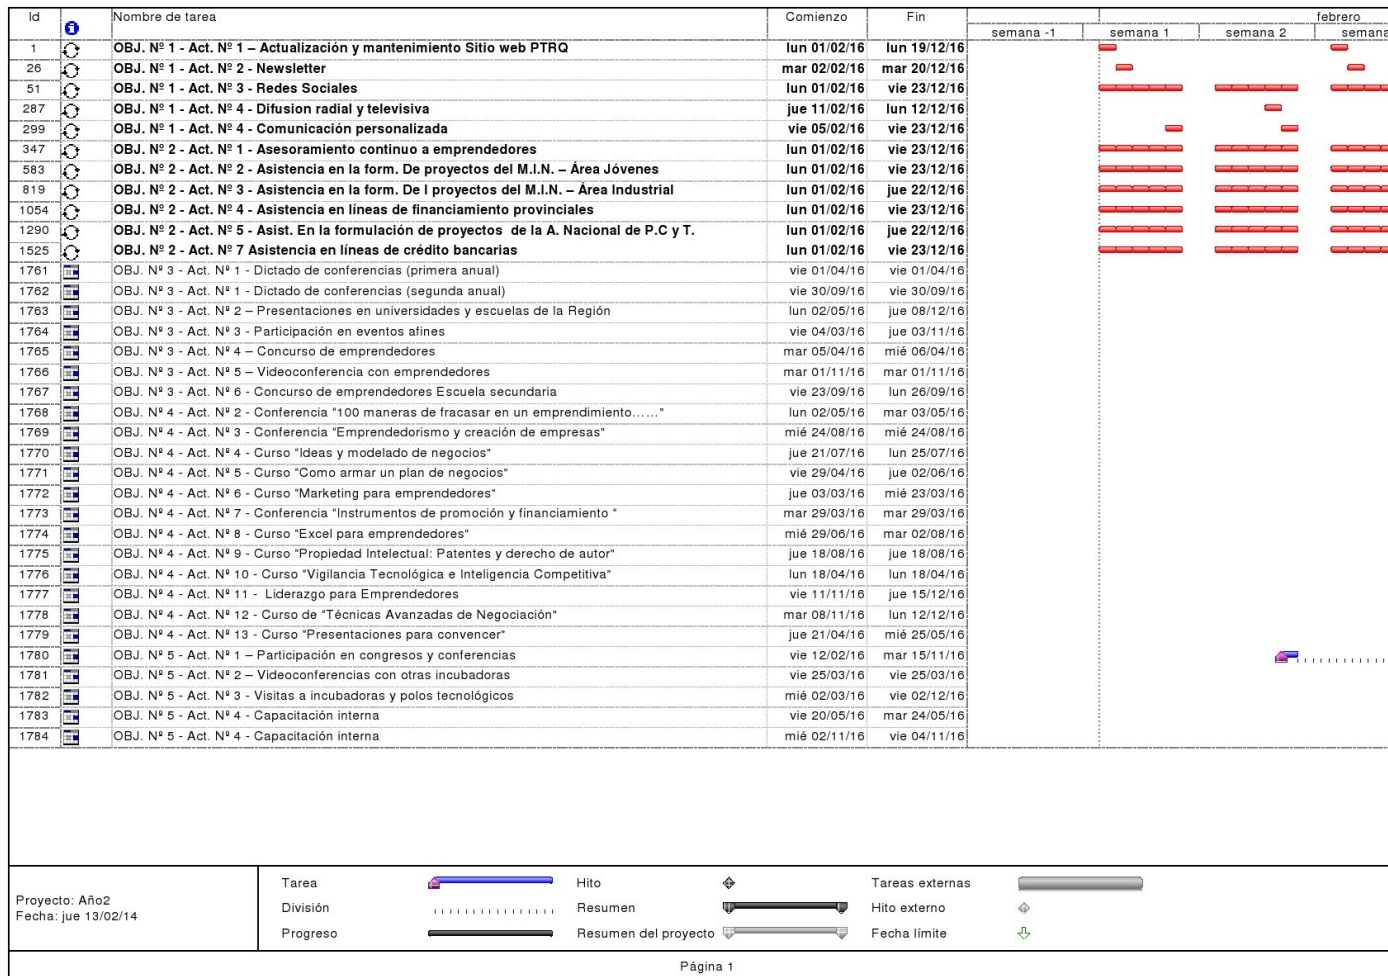 Id Nombre de tarea Comienzo Fin febrero
semana -1 semana 1 semana 2 semana
1 OBJ. Nº 1 - Act. Nº 1 – Actualización y mantenimiento Sitio web PTRQ lun 01/02/16 lun 19/12/16
26 OBJ. Nº 1 - Act. Nº 2 - Newsletter mar 02/02/16 mar 20/12/16
51 OBJ. Nº 1 - Act. Nº 3 - Redes Sociales lun 01/02/16 vie 23/12/16
287 OBJ. Nº 1 - Act. Nº 4 - Difusion radial y televisiva jue 11/02/16 lun 12/12/16
299 OBJ. Nº 1 - Act. Nº 4 - Comunicación personalizada vie 05/02/16 vie 23/12/16
347 OBJ. Nº 2 - Act. Nº 1 - Asesoramiento continuo a emprendedores lun 01/02/16 vie 23/12/16
583 OBJ. Nº 2 - Act. Nº 2 - Asistencia en la form. De proyectos del M.I.N. – Área Jóvenes lun 01/02/16 vie 23/12/16
819 OBJ. Nº 2 - Act. Nº 3 - Asistencia en la form. De l proyectos del M.I.N. – Área Industrial lun 01/02/16 jue 22/12/16
1054 OBJ. Nº 2 - Act. Nº 4 - Asistencia en líneas de financiamiento provinciales lun 01/02/16 vie 23/12/16
1290 OBJ. Nº 2 - Act. Nº 5 - Asist. En la formulación de proyectos de la A. Nacional de P.C y T. lun 01/02/16 jue 22/12/16
1525 OBJ. Nº 2 - Act. Nº 7 Asistencia en líneas de crédito bancarias lun 01/02/16 vie 23/12/16
1761 OBJ. Nº 3 - Act. Nº 1 - Dictado de conferencias (primera anual) vie 01/04/16 vie 01/04/16
1762 OBJ. Nº 3 - Act. Nº 1 - Dictado de conferencias (segunda anual) vie 30/09/16 vie 30/09/16
1763 OBJ. Nº 3 - Act. Nº 2 – Presentaciones en universidades y escuelas de la Región lun 02/05/16 jue 08/12/16
1764 OBJ. Nº 3 - Act. Nº 3 - Participación en eventos afines vie 04/03/16 jue 03/11/16
1765 OBJ. Nº 3 - Act. Nº 4 – Concurso de emprendedores mar 05/04/16 mié 06/04/16
1766 OBJ. Nº 3 - Act. Nº 5 – Videoconferencia con emprendedores mar 01/11/16 mar 01/11/16
1767 OBJ. Nº 3 - Act. Nº 6 - Concurso de emprendedores Escuela secundaria vie 23/09/16 lun 26/09/16
1768 OBJ. Nº 4 - Act. Nº 2 - Conferencia "100 maneras de fracasar en un emprendimiento……" lun 02/05/16 mar 03/05/16
1769 OBJ. Nº 4 - Act. Nº 3 - Conferencia "Emprendedorismo y creación de empresas" mié 24/08/16 mié 24/08/16
1770 OBJ. Nº 4 - Act. Nº 4 - Curso "Ideas y modelado de negocios" jue 21/07/16 lun 25/07/16
1771 OBJ. Nº 4 - Act. Nº 5 - Curso "Como armar un plan de negocios" vie 29/04/16 jue 02/06/16
1772 OBJ. Nº 4 - Act. Nº 6 - Curso "Marketing para emprendedores" jue 03/03/16 mié 23/03/16
1773 OBJ. Nº 4 - Act. Nº 7 - Conferencia "Instrumentos de promoción y financiamiento " mar 29/03/16 mar 29/03/16
1774 OBJ. Nº 4 - Act. Nº 8 - Curso "Excel para emprendedores" mié 29/06/16 mar 02/08/16
1775 OBJ. Nº 4 - Act. Nº 9 - Curso "Propiedad Intelectual: Patentes y derecho de autor" jue 18/08/16 jue 18/08/16
1776 OBJ. Nº 4 - Act. Nº 10 - Curso "Vigilancia Tecnológica e Inteligencia Competitiva" lun 18/04/16 lun 18/04/16
1777 OBJ. Nº 4 - Act. Nº 11 - Liderazgo para Emprendedores vie 11/11/16 jue 15/12/16
1778 OBJ. Nº 4 - Act. Nº 12 - Curso de "Técnicas Avanzadas de Negociación" mar 08/11/16 lun 12/12/16
1779 OBJ. Nº 4 - Act. Nº 13 - Curso "Presentaciones para convencer" jue 21/04/16 mié 25/05/16
1780 OBJ. Nº 5 - Act. Nº 1 – Participación en congresos y conferencias vie 12/02/16 mar 15/11/16
1781 OBJ. Nº 5 - Act. Nº 2 – Videoconferencias con otras incubadoras vie 25/03/16 vie 25/03/16
1782 OBJ. Nº 5 - Act. Nº 3 - Visitas a incubadoras y polos tecnológicos mié 02/03/16 vie 02/12/16
1783 OBJ. Nº 5 - Act. Nº 4 - Capacitación interna vie 20/05/16 mar 24/05/16
1784 OBJ. Nº 5 - Act. Nº 4 - Capacitación interna mié 02/11/16 vie 04/11/16
Proyecto: Año2
Fecha: jue 13/02/14
Tarea Hito Tareas externas
División Resumen Hito externo
Progreso Resumen del proyecto Fecha límite
Página 1